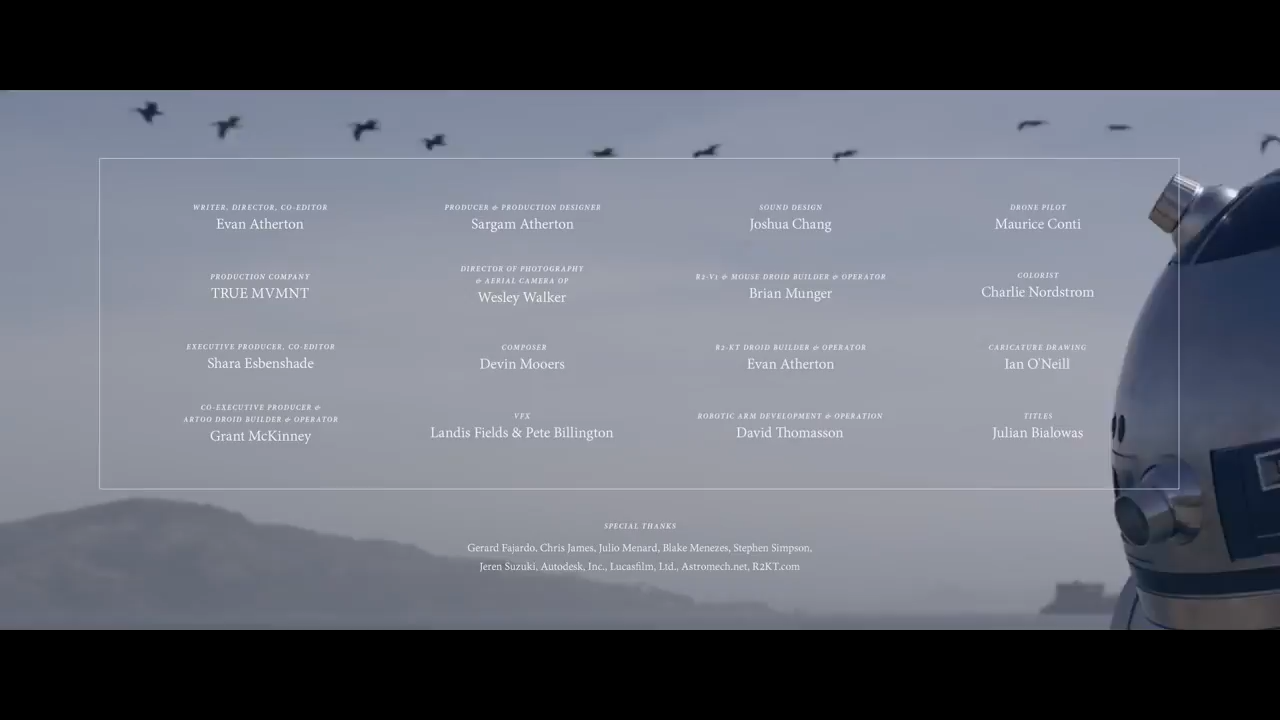 WRITER, DIRECTOR, CO-EDITOR
Evan Atherton
PRODUCER & PRODUCTION DESIGNER
Sargam Atherton
SOUND DESIGN
Joshua Chang
DRONE PILOT
Maurice Conti
PRODUCTION COMPANY
TRUE MVMNT
DIRECTOR OF PHOTOGRAPHY
& AERIAL CAMERA OP
Wesley Walker
R2-V1 & MOUSE DROID BUILDER & OPERATOR
Brian Munger
COLORIST
Charlie Nordstrom
EXECUTIVE PRODUCER, CO-EDITOR
Shara Esbenshade
COMPOSER
Devin Mooers
R2-KT DROID BUILDER & OPERATOR
Evan Atherton
CARICATURE DRAWING
Ian O'Neill
CO-EXECUTIVE PRODUCER &
ARTOO DROID BUILDER & OPERATOR
Grant McKinney
VFX
Landis Fields & Pete Billington
ROBOTIC ARM DEVELOPMENT & OPERATION
David Thomasson
TITLES
Julian Bialowas
SPECIAL THANKS
Gerard Fajardo, Chris James, Julio Menard, Blake Menezes, Stephen Simpson,
Jeren Suzuki, Autodesk, Inc., Lucasfilm, Ltd., Astromech.net, R2KT.com